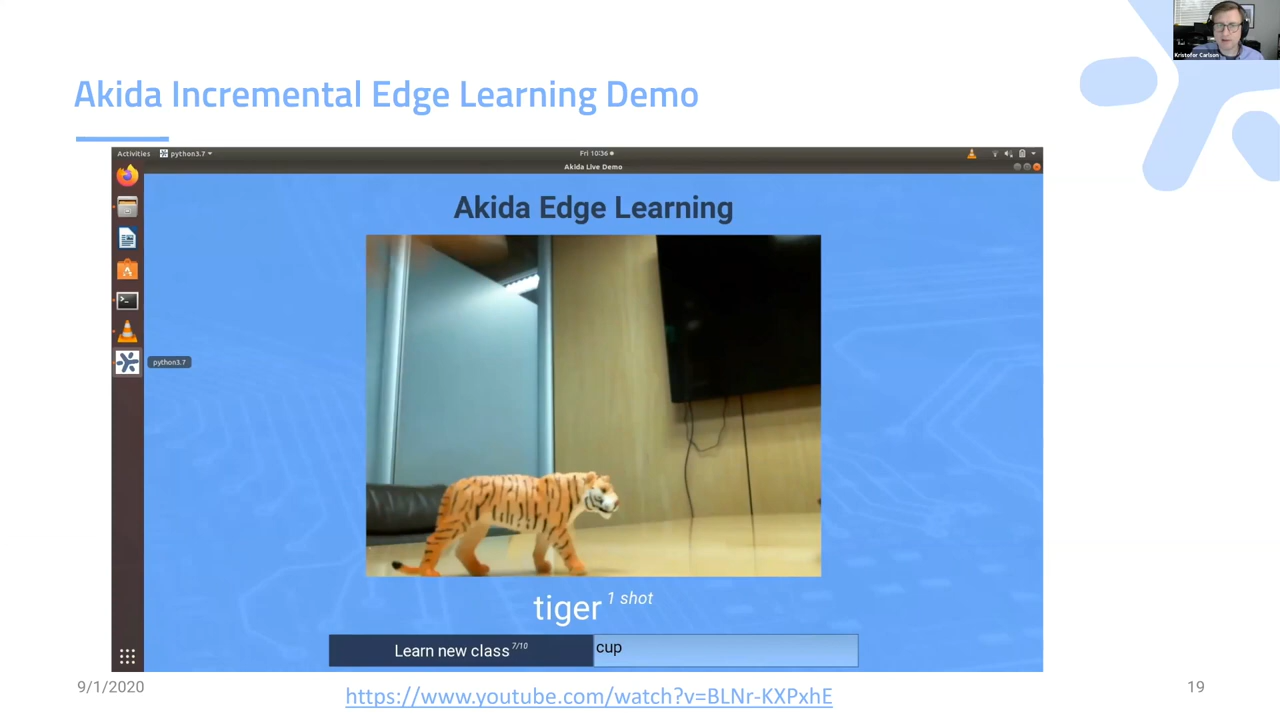 Kristofor Carlson
Akida Incremental Edge Learning Demo
Activities python3.7 Fri 10:36
Akida Live Demo
Akida Edge Learning
python3.7
tiger 1 shot
Learn new class 7/10 cup
9/1/2020 https://www.youtube.com/watch?v=BLNr-KXPxhE 19